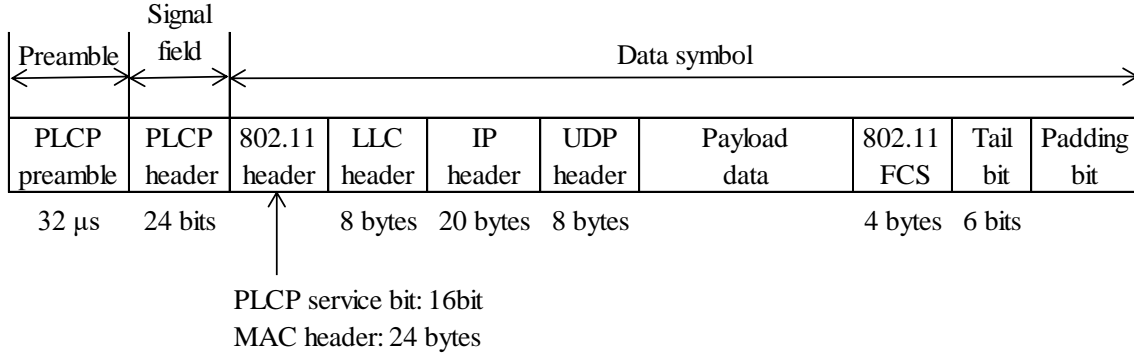 Signal
field
Preamble
Data symbol
PLCP preamble
PLCP header
802.11 header
LLC header
IP header
UDP header
Payload data
802.11 FCS
Tail bit
Padding bit
32 µs
24 bits
8 bytes
20 bytes
8 bytes
4 bytes
6 bits
PLCP service bit: 16bit
MAC header: 24 bytes